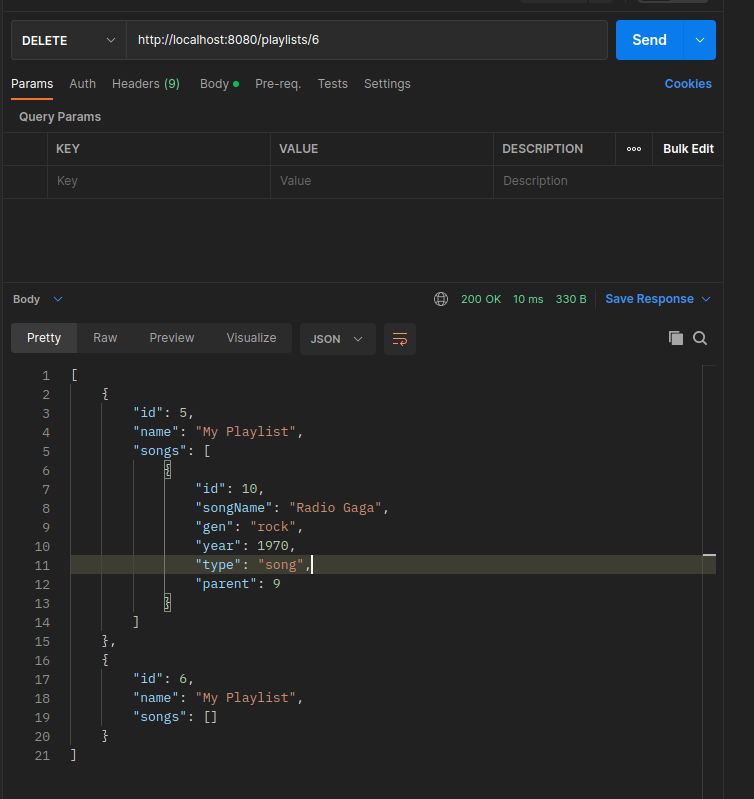 DELETE http://localhost:8080/playlists/6 Send
Params Auth Headers (9) Body Pre-req. Tests Settings Cookies
Query Params
KEY VALUE DESCRIPTION Bulk Edit
Key Value Description
Body 200 OK 10 ms 330 B Save Response
Pretty Raw Preview Visualize JSON
1 [
2 {
3 "id": 5,
4 "name": "My Playlist",
5 "songs": [
6 {
7 "id": 10,
8 "songName": "Radio Gaga",
9 "gen": "rock",
10 "year": 1970,
11 "type": "song",
12 "parent": 9
13 }
14 ]
15 },
16 {
17 "id": 6,
18 "name": "My Playlist",
19 "songs": []
20 }
21 ]